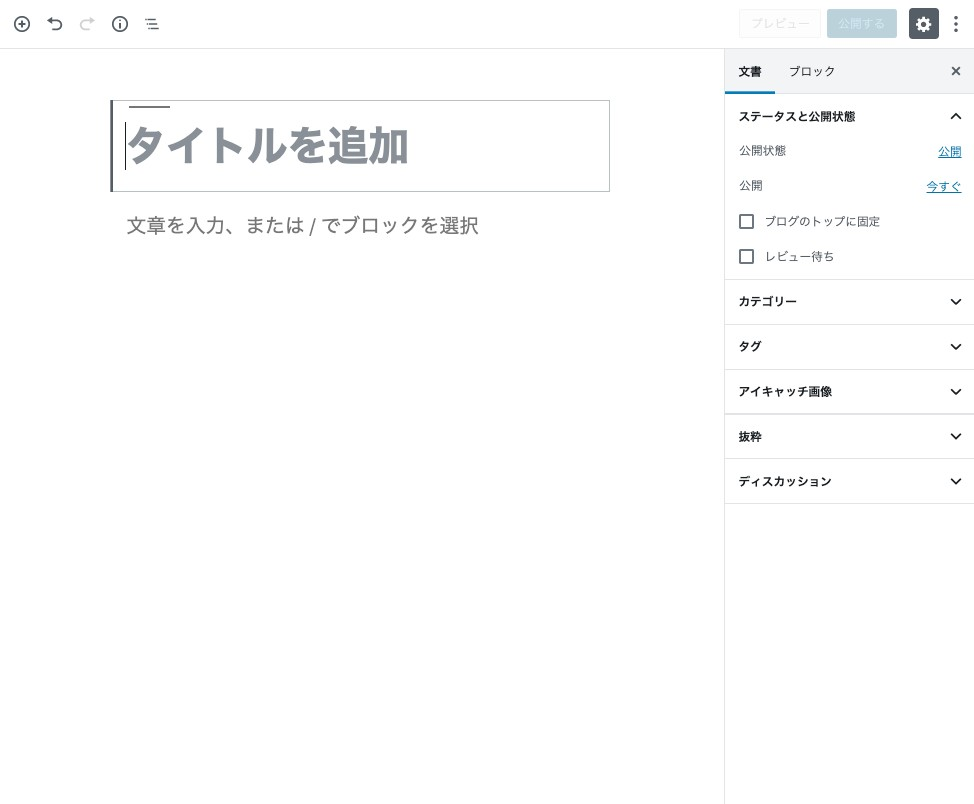 プレビュー 公開する
タイトルを追加
文章を入力、または / でブロックを選択
文書 ブロック
ステータスと公開状態
公開状態 公開
公開 今すぐ
ブログのトップに固定
レビュー待ち
カテゴリー
タグ
アイキャッチ画像
抜粋
ディスカッション